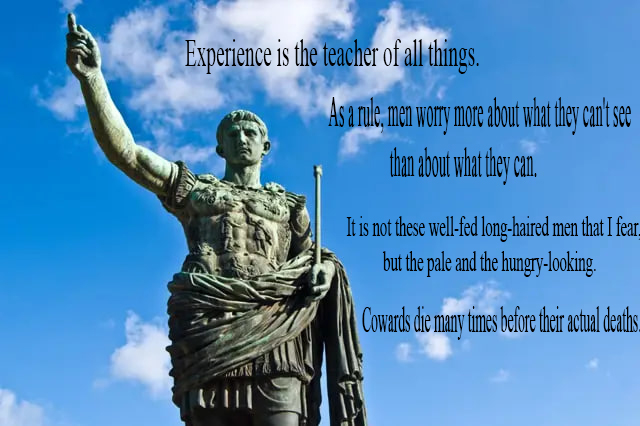 Experience is the teacher of all things.
As a rule, men worry more about what they can't see
than about what they can.
It is not these well-fed long-haired men that I fear,
but the pale and the hungry-looking.
Cowards die many times before their actual deaths.